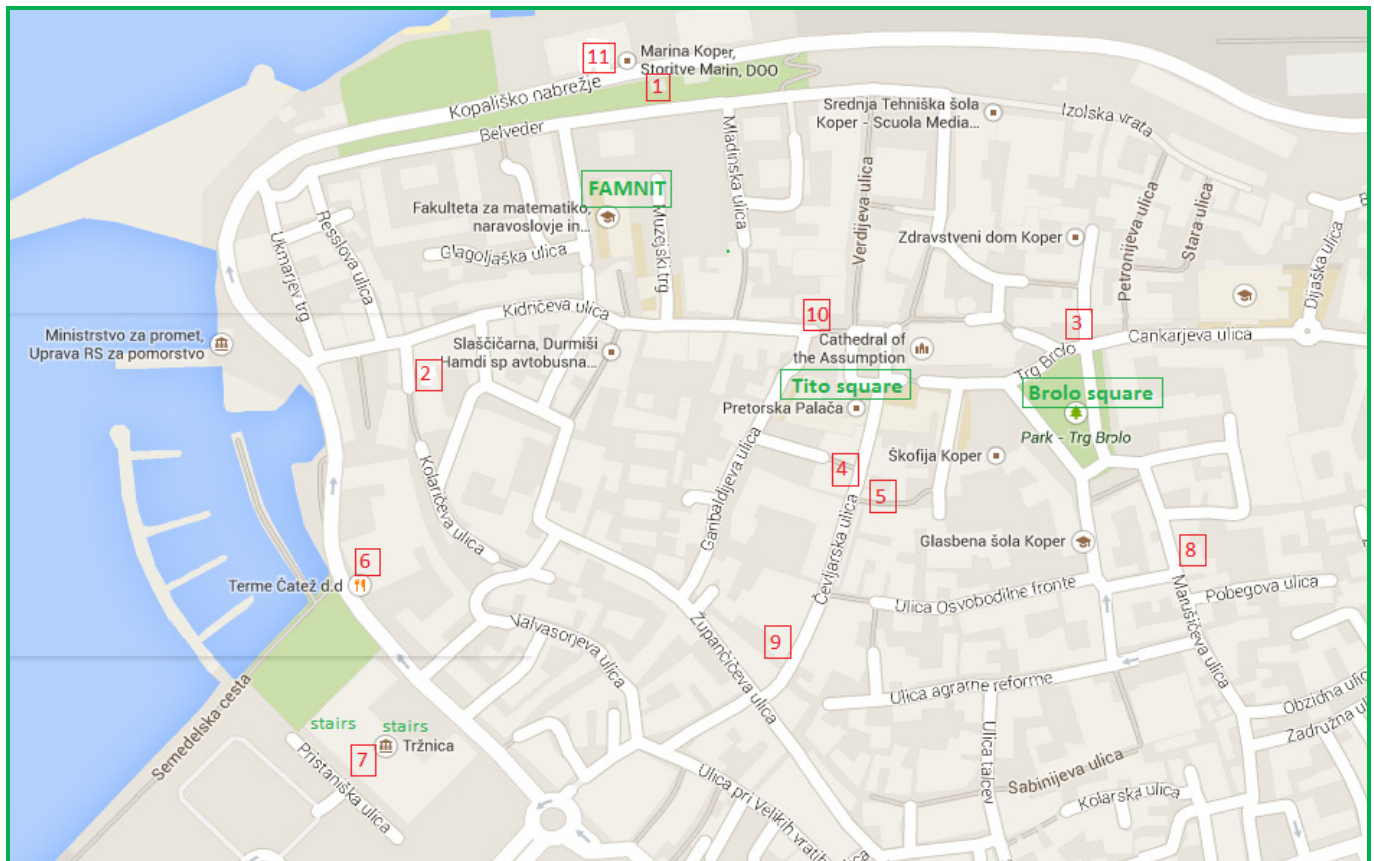 11
Marina Koper,
Storitve Marin, DOO
1
Kopališko nabrežje
Belveder
Mladinska ulica
Srednja Tehniška šola
Koper - Scuola Media...
Izolska vrata
FAMNIT
Fakulteta za matematiko,
naravoslovje in...
Muzejski trg
Verdijeva ulica
Petronijeva ulica
Stara ulica
Zdravstveni dom Koper
Dijaška ulica
Resslova ulica
Ukmarjev trg
Glagoljaška ulica
Kidričeva ulica
10
3
Cankarjeva ulica
Ministrstvo za promet,
Uprava RS za pomorstvo
Slaščičarna, Durmiši
Hamdi sp avtobusna...
Cathedral of
the Assumption
Trg Brolo
2
Tito square
Brolo square
Pretorska Palača
Park - Trg Brolo
Škofija Koper
4
5
Kolaričeva ulica
Garibaldijeva ulica
Čevljarska ulica
Glasbena šola Koper
8
6
Terme Čatež d.d
Ulica Osvobodilne fronte
Pobegova ulica
Marušičeva ulica
Valvasorjeva ulica
Župančičeva ulica
9
Ulica agrarne reforme
Obzidna ulic
Zadružna ul
Semedelska cesta
stairs
stairs
7
Tržnica
Pristaniška ulica
Ulica pri Velikih vratih
Ulica talcev
Sabinijeva ulica
Kolarska ulica